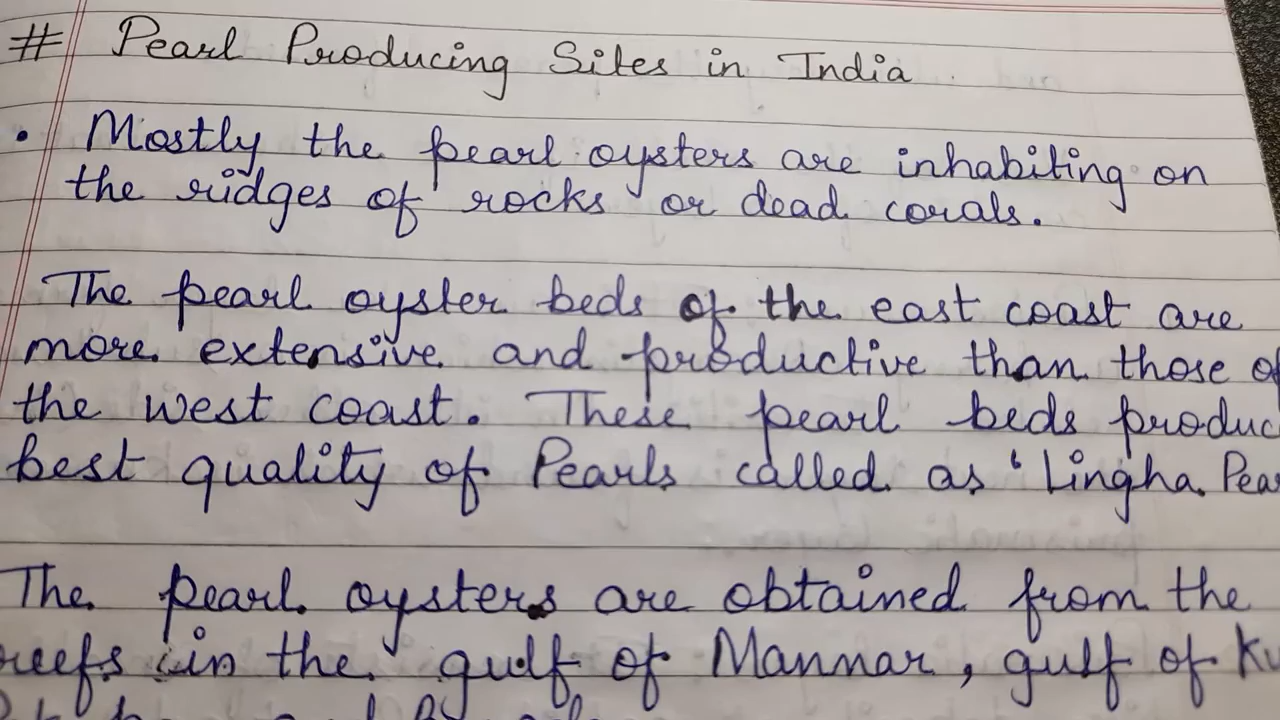 # Pearl Producing Sites in India
• Mostly the pearl oysters are inhabiting on
the ridges of rocks or dead corals.
The pearl oyster beds of the east coast are
more extensive and productive than those of
the west coast. These pearl beds produc
best quality of Pearls called as 'Lingha Pea
The pearl oysters are obtained from the
reefs in the gulf of Mannar, gulf of Ku